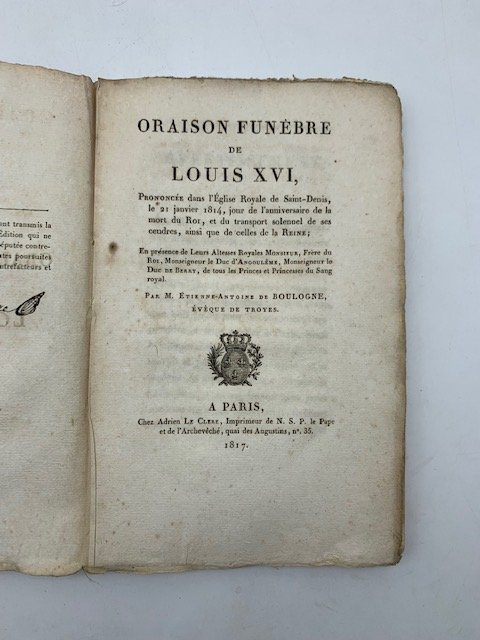 ant transmis la
Édition qui ne
députée contre-
tes poursuites
ntrefacteurs et
ORAISON FUNÈBRE
DE
LOUIS XVI,
PRONONCÉE dans l'Église Royale de Saint-Denis,
le 21 janvier 1814, jour de l'anniversaire de la
mort du ROI, et du transport solennel de ses
cendres, ainsi que de celles de la REINE;
En présence de Leurs Altesses Royales MONSIEUR, Frère du
ROI, Monseigneur le Duc D'ANGOULÊME, Monseigneur le
Duc DE BERRY, de tous les Princes et Princesses du Sang
royal.
PAR M. ÉTIENNE-ANTOINE DE BOULOGNE,
ÉVÊQUE DE TROYES.
A PARIS,
Chez Adrien LE CLERE, Imprimeur de N. S. P. le Pape
et de l'Archevêché, quai des Augustins, nº. 35.
1817.